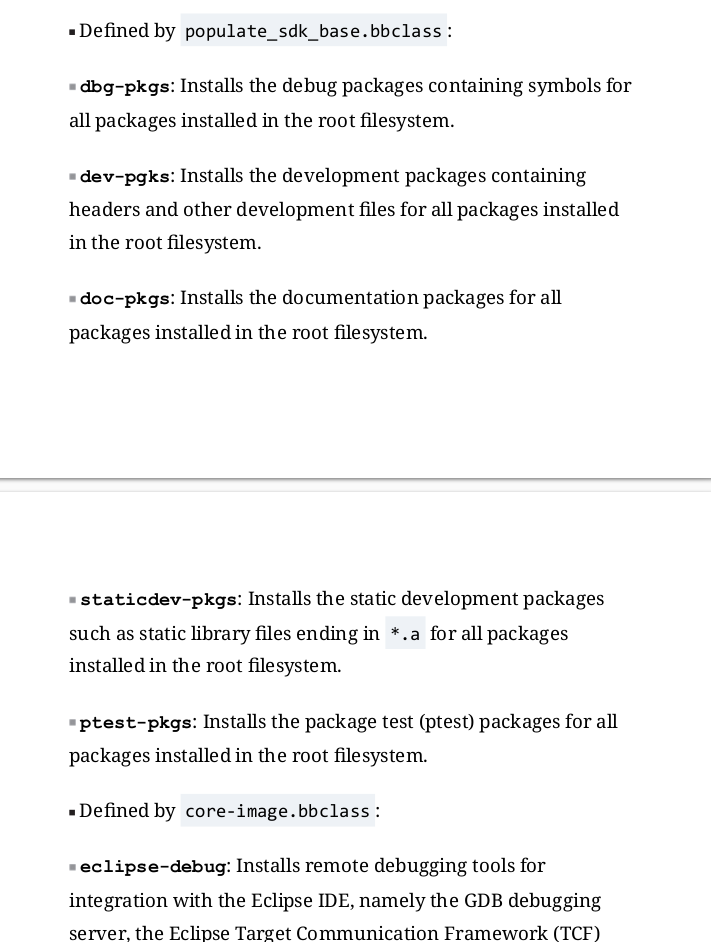 ▪ Defined by populate_sdk_base.bbclass:
▪ dbg-pkgs: Installs the debug packages containing symbols for
all packages installed in the root filesystem.
▪ dev-pgks: Installs the development packages containing
headers and other development files for all packages installed
in the root filesystem.
▪ doc-pkgs: Installs the documentation packages for all
packages installed in the root filesystem.
▪ staticdev-pkgs: Installs the static development packages
such as static library files ending in *.a for all packages
installed in the root filesystem.
▪ ptest-pkgs: Installs the package test (ptest) packages for all
packages installed in the root filesystem.
▪ Defined by core-image.bbclass:
▪ eclipse-debug: Installs remote debugging tools for
integration with the Eclipse IDE, namely the GDB debugging
server, the Eclipse Target Communication Framework (TCF)